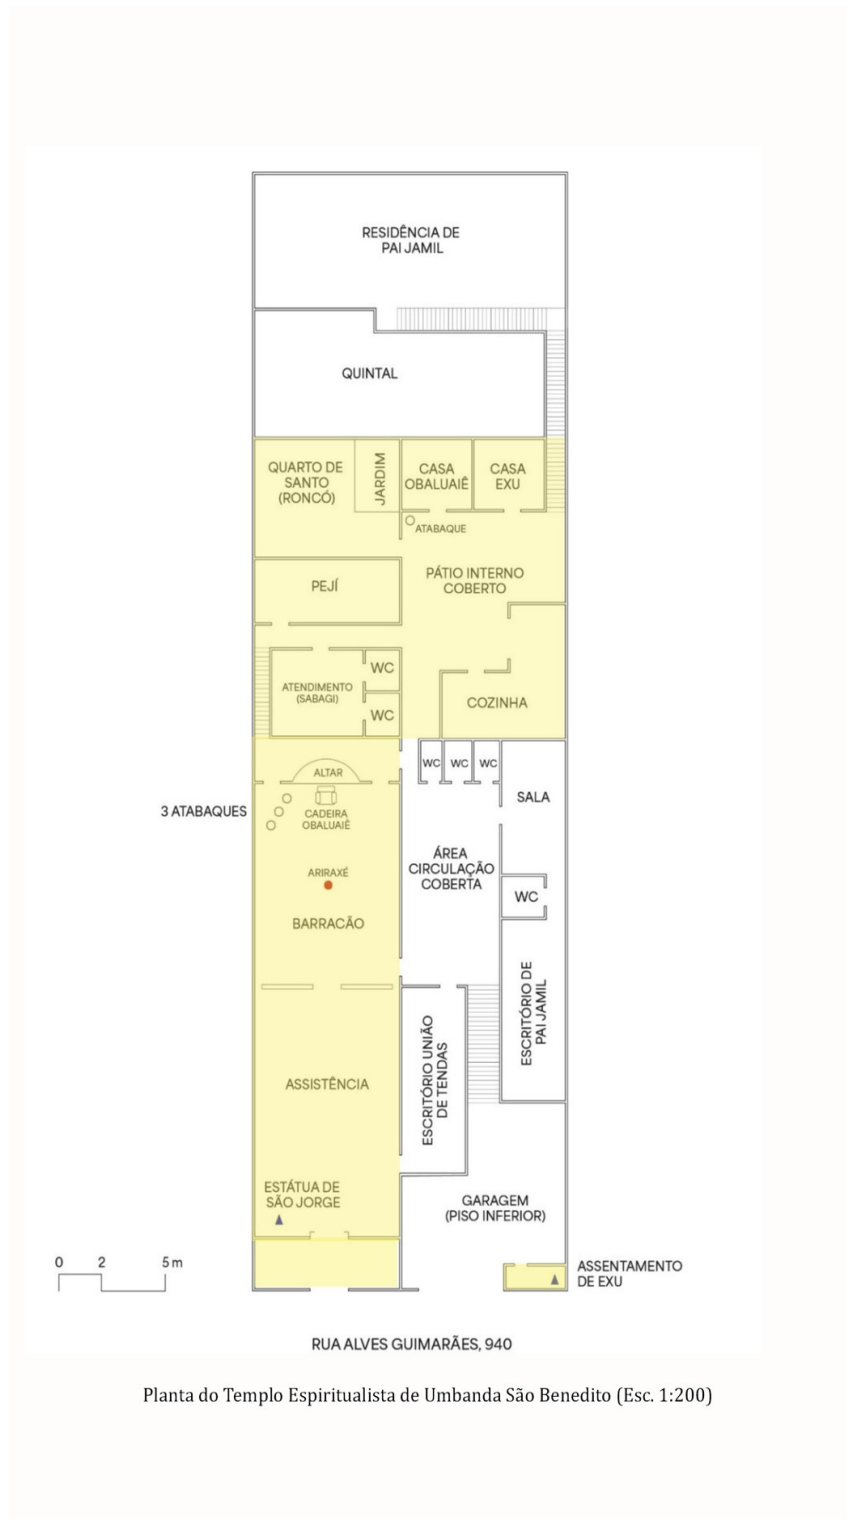 RESIDÊNCIA DE
PAI JAMIL
QUINTAL
QUARTO DE
SANTO
(RONCÓ)
JARDIM
CASA
OBALUAIÊ
CASA
EXU
ATABAQUE
PÁTIO INTERNO
COBERTO
PEJÍ
WC
ATENDIMENTO
(SABAGI)
WC
COZINHA
WC
WC
WC
SALA
ALTAR
3 ATABAQUES
CADEIRA
OBALUAIÊ
ÁREA
CIRCULAÇÃO
COBERTA
ARIRAXÉ
WC
BARRACÃO
ESCRITÓRIO DE
PAI JAMIL
ESCRITÓRIO UNIÃO
DE TENDAS
ASSISTÊNCIA
ESTÁTUA DE
SÃO JORGE
GARAGEM
(PISO INFERIOR)
0 2 5 m
ASSENTAMENTO
DE EXU
RUA ALVES GUIMARÃES, 940
Planta do Templo Espiritualista de Umbanda São Benedito (Esc. 1:200)